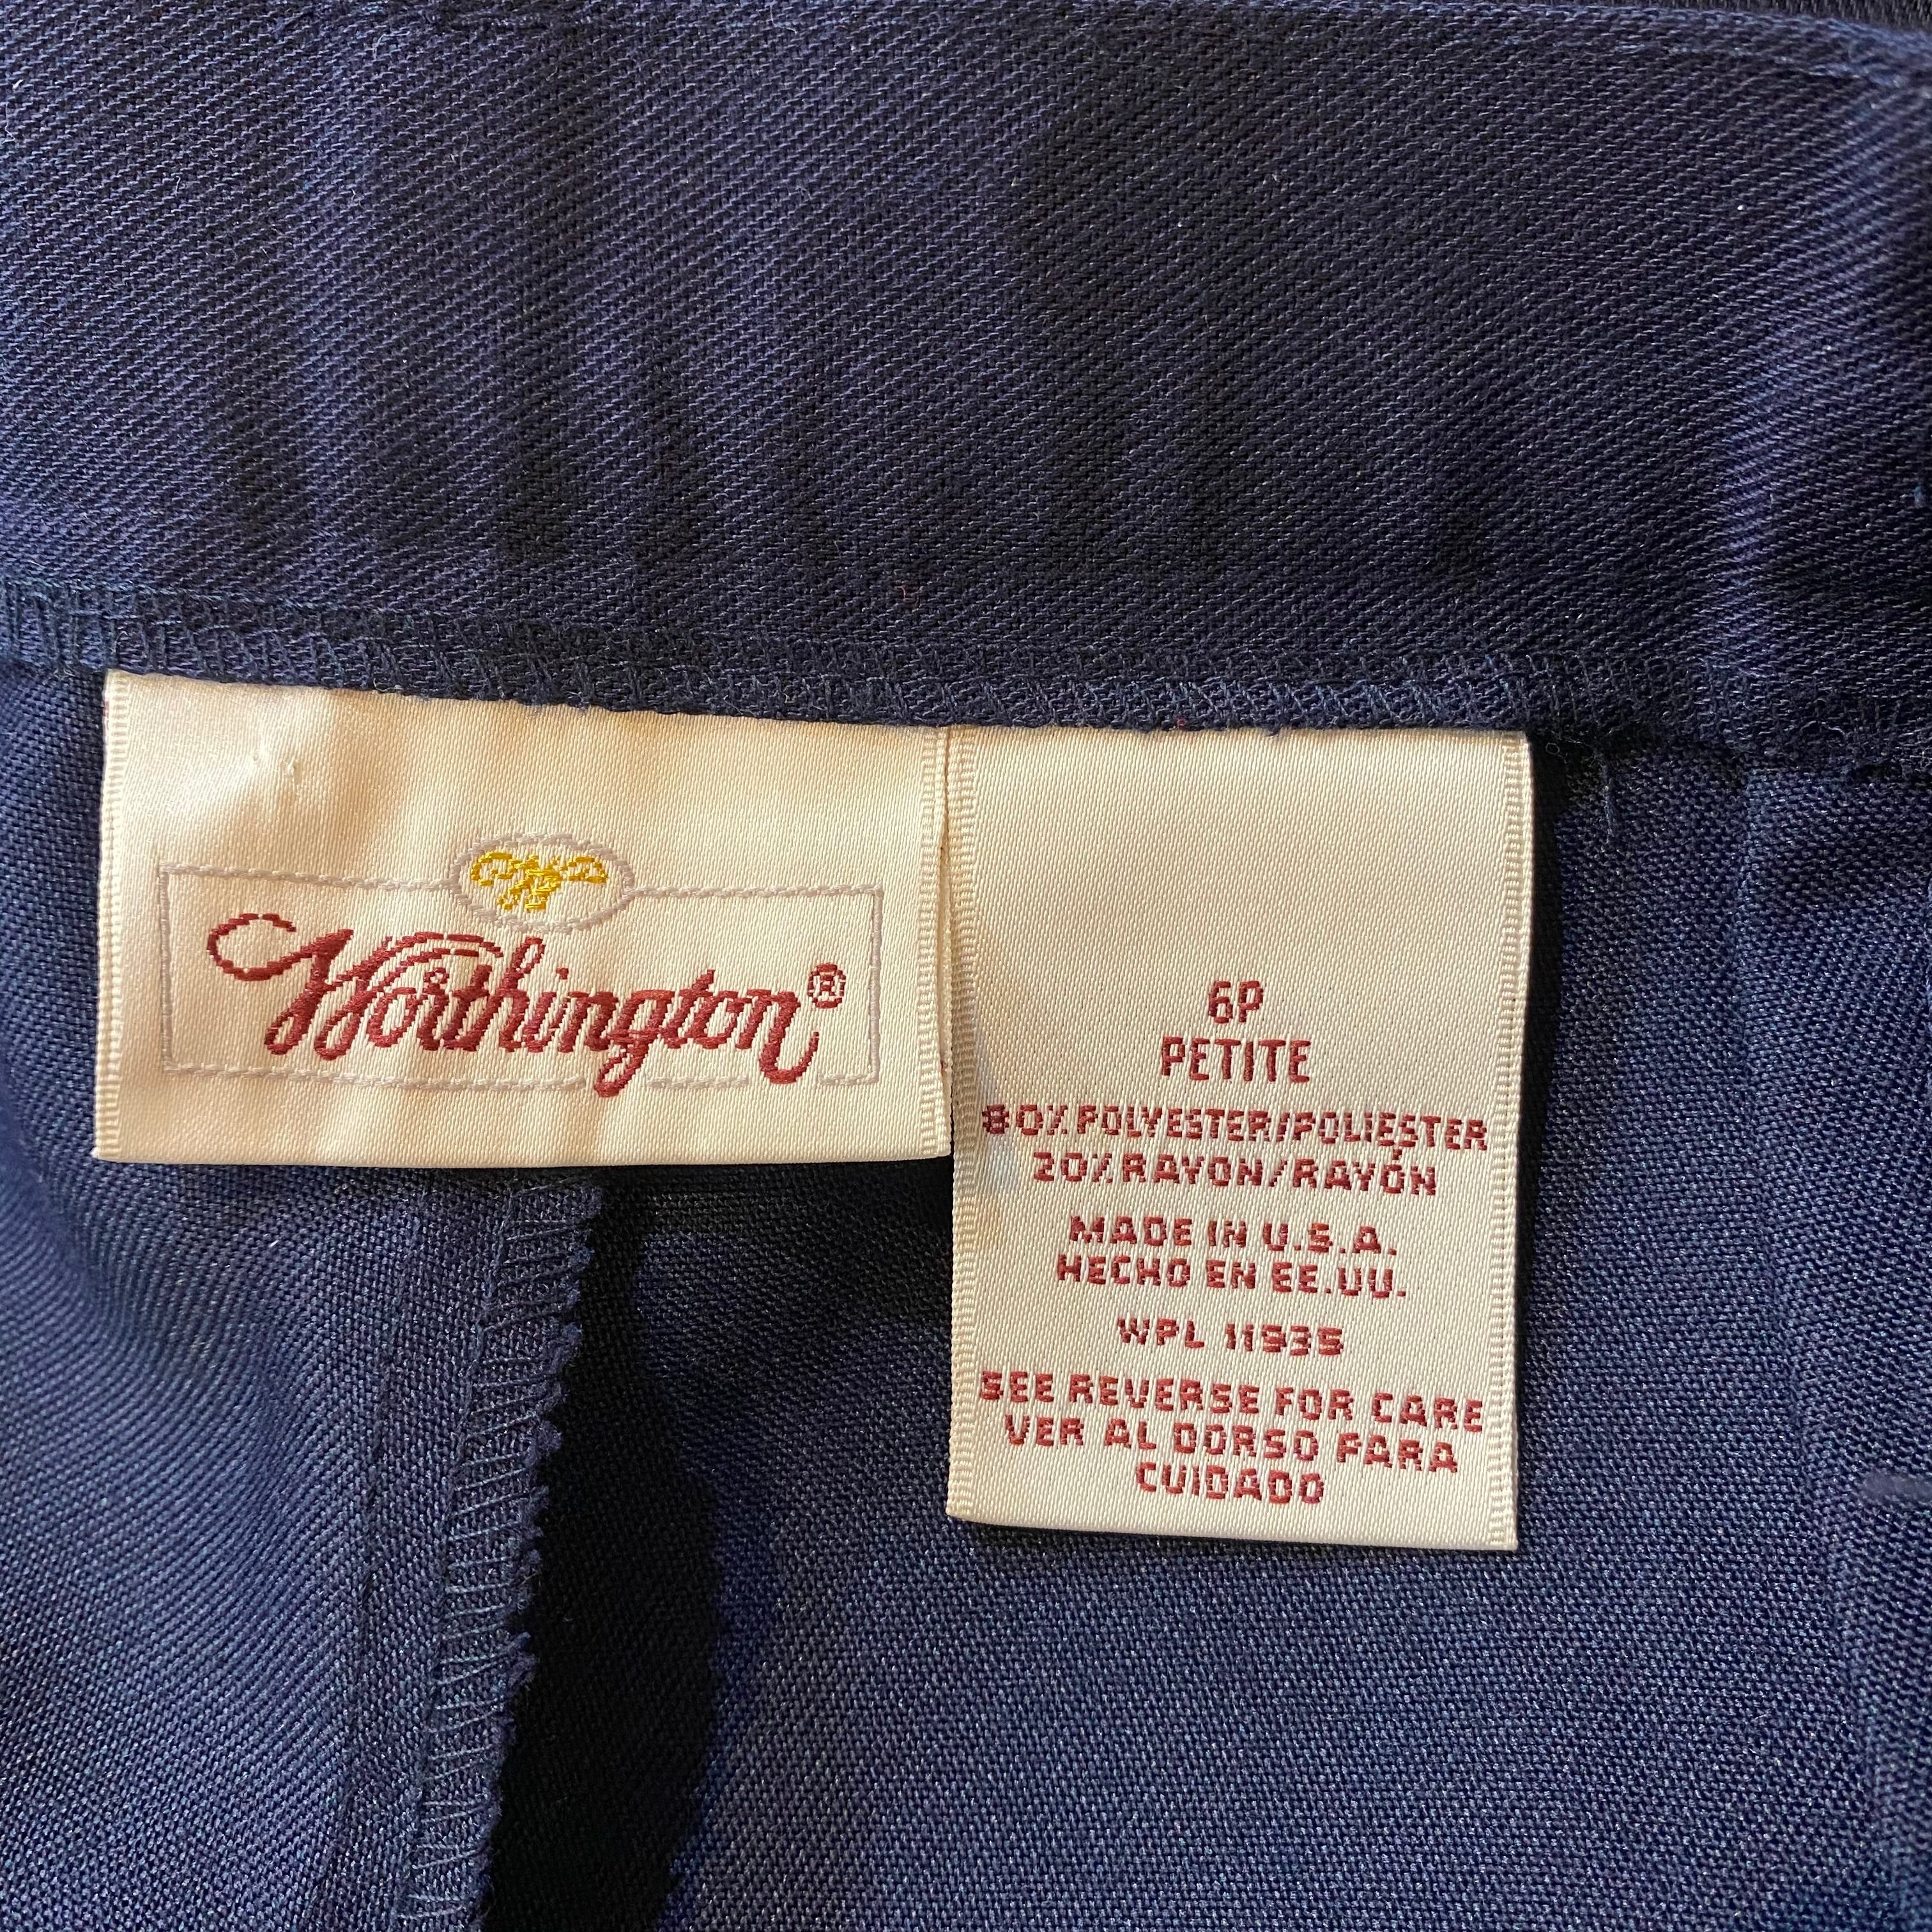 Worthington®
6P
PETITE
80% POLYESTER/POLIESTER
20% RAYON/RAYÓN
MADE IN U.S.A.
HECHO EN EE.UU.
WPL 11935
SEE REVERSE FOR CARE
VER AL DORSO PARA
CUIDADO